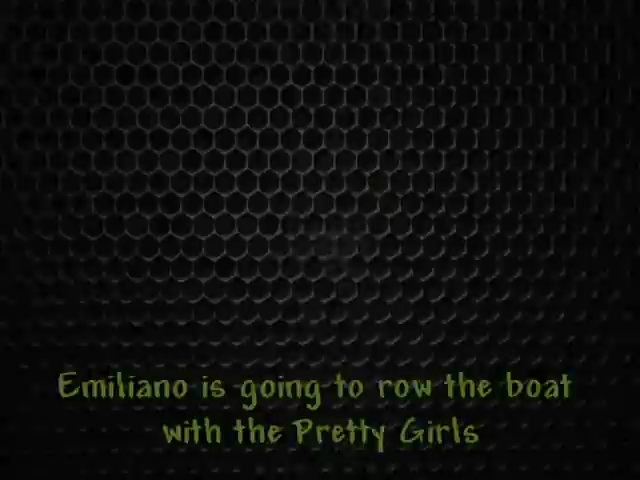 Emiliano is going to row the boat
with the Pretty Girls